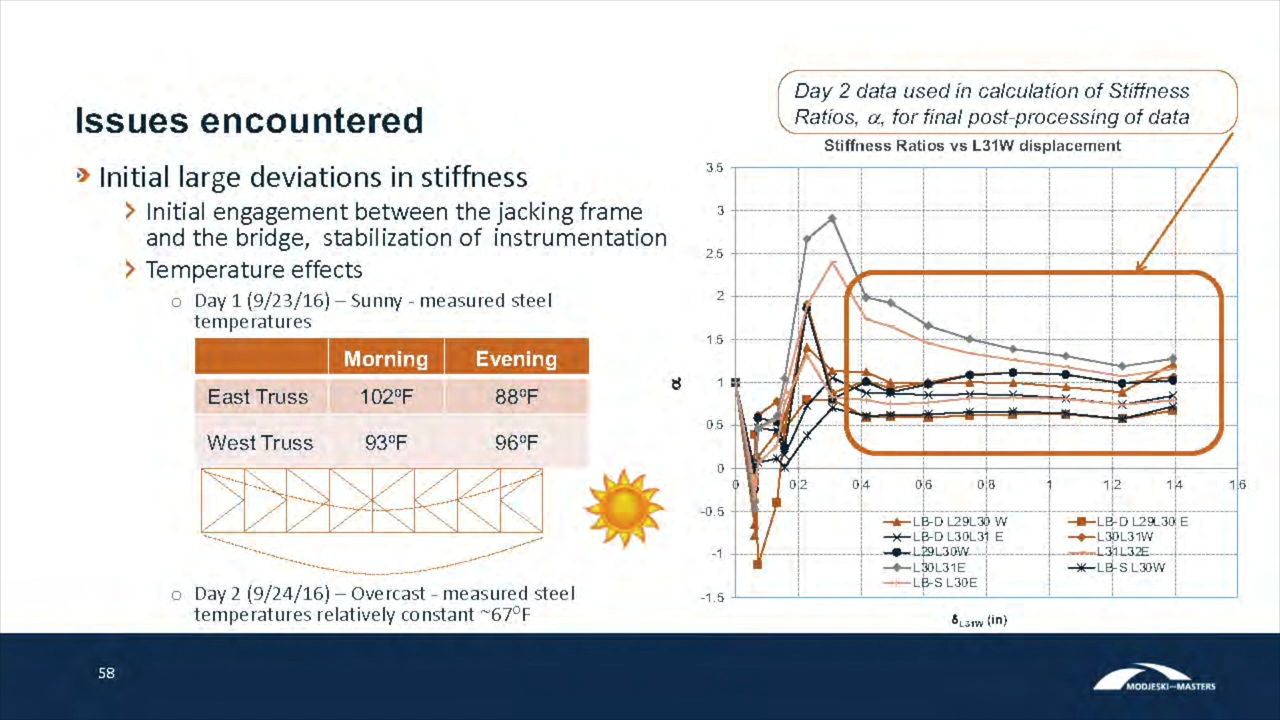 Issues encountered
Initial large deviations in stiffness
Initial engagement between the jacking frame
and the bridge, stabilization of instrumentation
Temperature effects
Day 1 (9/23/16) – Sunny - measured steel
temperatures
Morning Evening
East Truss 102ºF 88ºF
West Truss 93ºF 96ºF
Day 2 (9/24/16) – Overcast - measured steel
temperatures relatively constant ~67ºF
Day 2 data used in calculation of Stiffness
Ratios, α, for final post-processing of data
Stiffness Ratios vs L31W displacement
3.5
3
2.5
2
1.5
1
0.5
0
-0.5
-1
-1.5
α
0 0.2 0.4 0.6 0.8 1 1.2 1.4 1.6
LB-D L29L30 W LB-D L29L30 E
LB-D L30L31 E L30L31W
L29L30W L31L32E
L30L31E LB-S L30W
LB-S L30E
δL31W (in)
58
MODJESKI and MASTERS